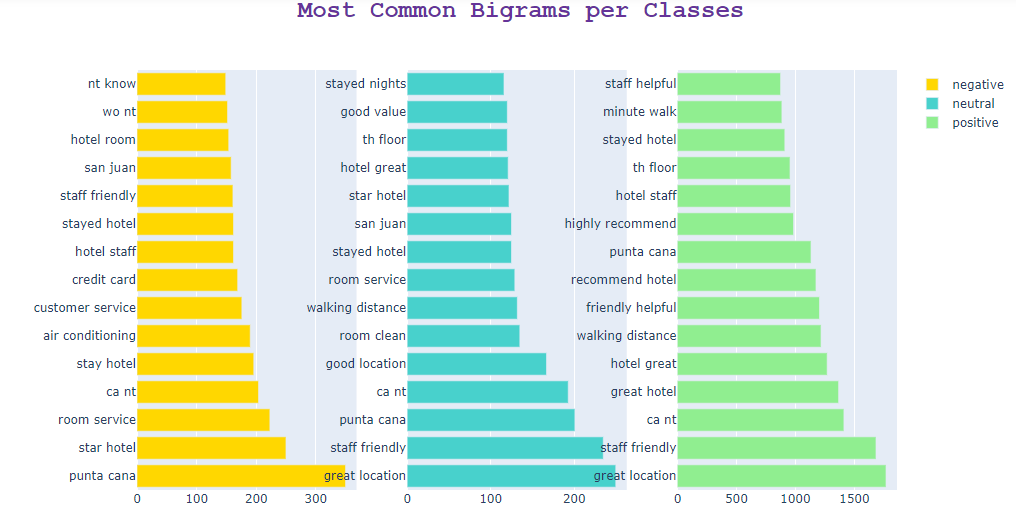 Most Common Bigrams per Classes
nt know
wo nt
hotel room
san juan
staff friendly
stayed hotel
hotel staff
credit card
customer service
air conditioning
stay hotel
ca nt
room service
star hotel
punta cana
0 100 200 300
stayed nights
good value
th floor
hotel great
star hotel
san juan
stayed hotel
room service
walking distance
room clean
good location
ca nt
punta cana
staff friendly
great location
0 100 200
staff helpful
minute walk
stayed hotel
th floor
hotel staff
highly recommend
punta cana
recommend hotel
friendly helpful
walking distance
hotel great
great hotel
ca nt
staff friendly
great location
0 500 1000 1500
negative
neutral
positive